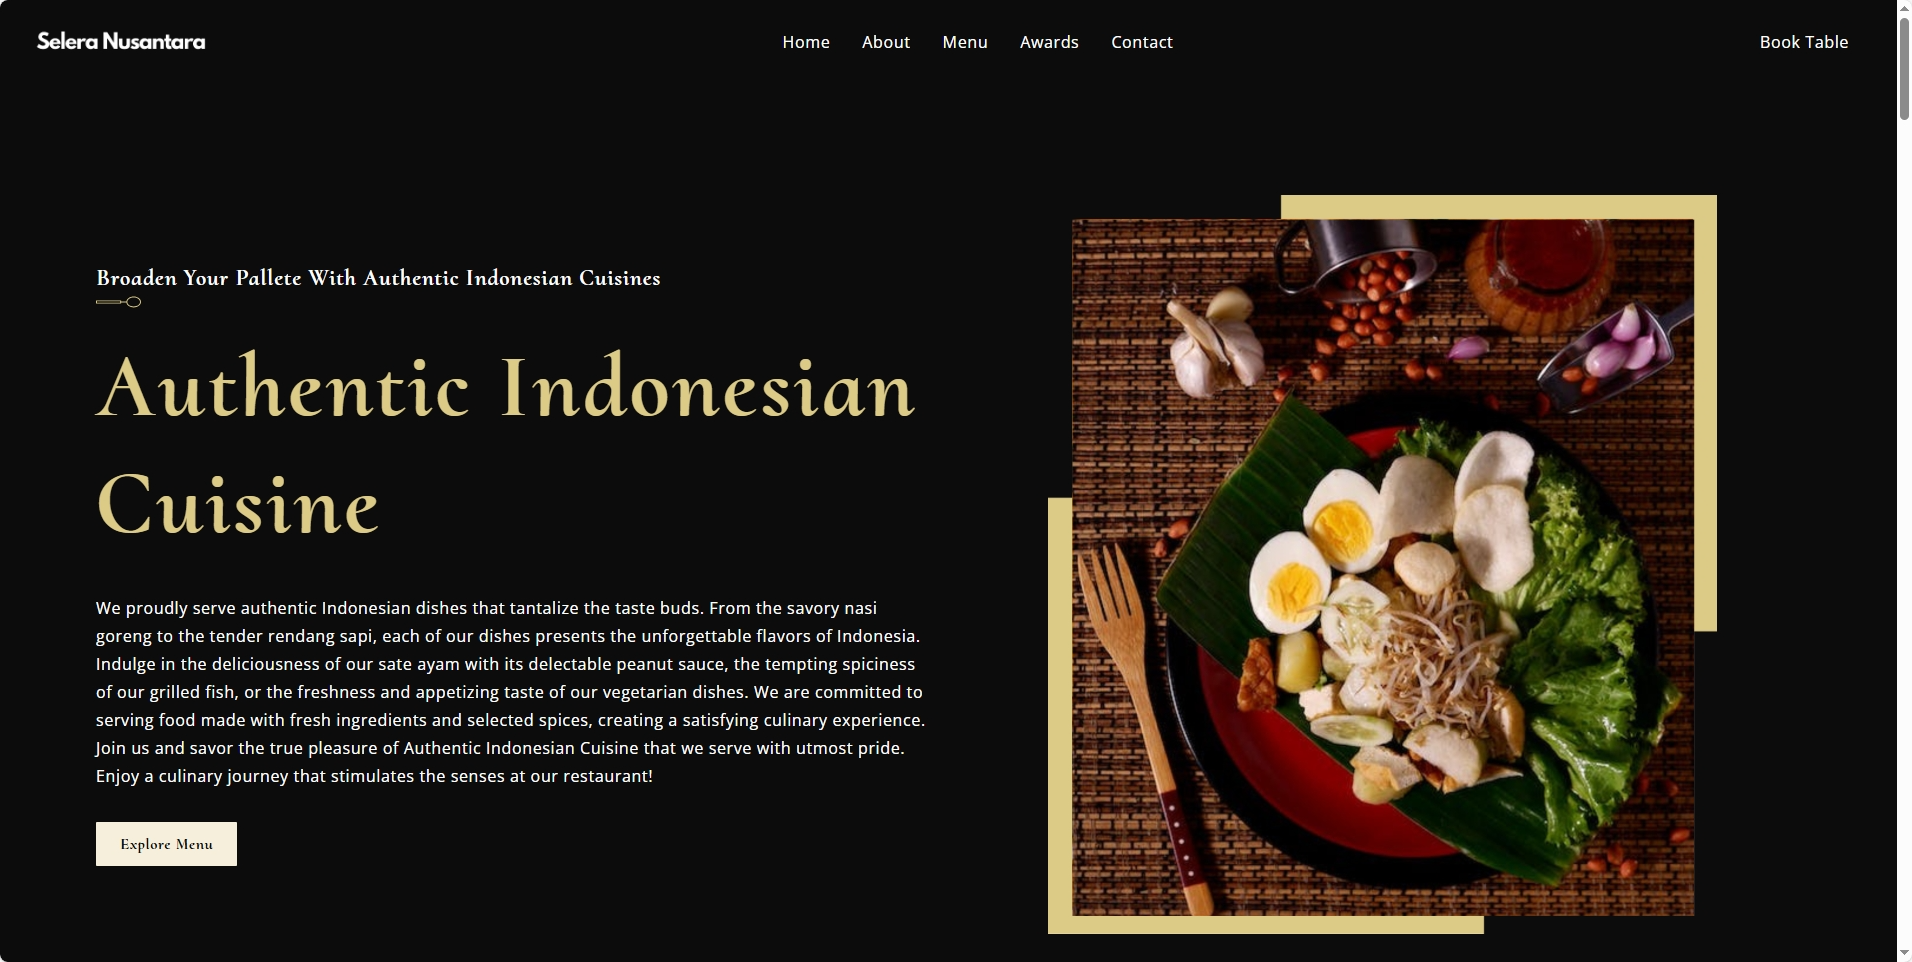 Selera Nusantara
Home
About
Menu
Awards
Contact
Book Table
Broaden Your Pallete With Authentic Indonesian Cuisines
Authentic Indonesian
Cuisine
We proudly serve authentic Indonesian dishes that tantalize the taste buds. From the savory nasi
goreng to the tender rendang sapi, each of our dishes presents the unforgettable flavors of Indonesia.
Indulge in the deliciousness of our sate ayam with its delectable peanut sauce, the tempting spiciness
of our grilled fish, or the freshness and appetizing taste of our vegetarian dishes. We are committed to
serving food made with fresh ingredients and selected spices, creating a satisfying culinary experience.
Join us and savor the true pleasure of Authentic Indonesian Cuisine that we serve with utmost pride.
Enjoy a culinary journey that stimulates the senses at our restaurant!
Explore Menu